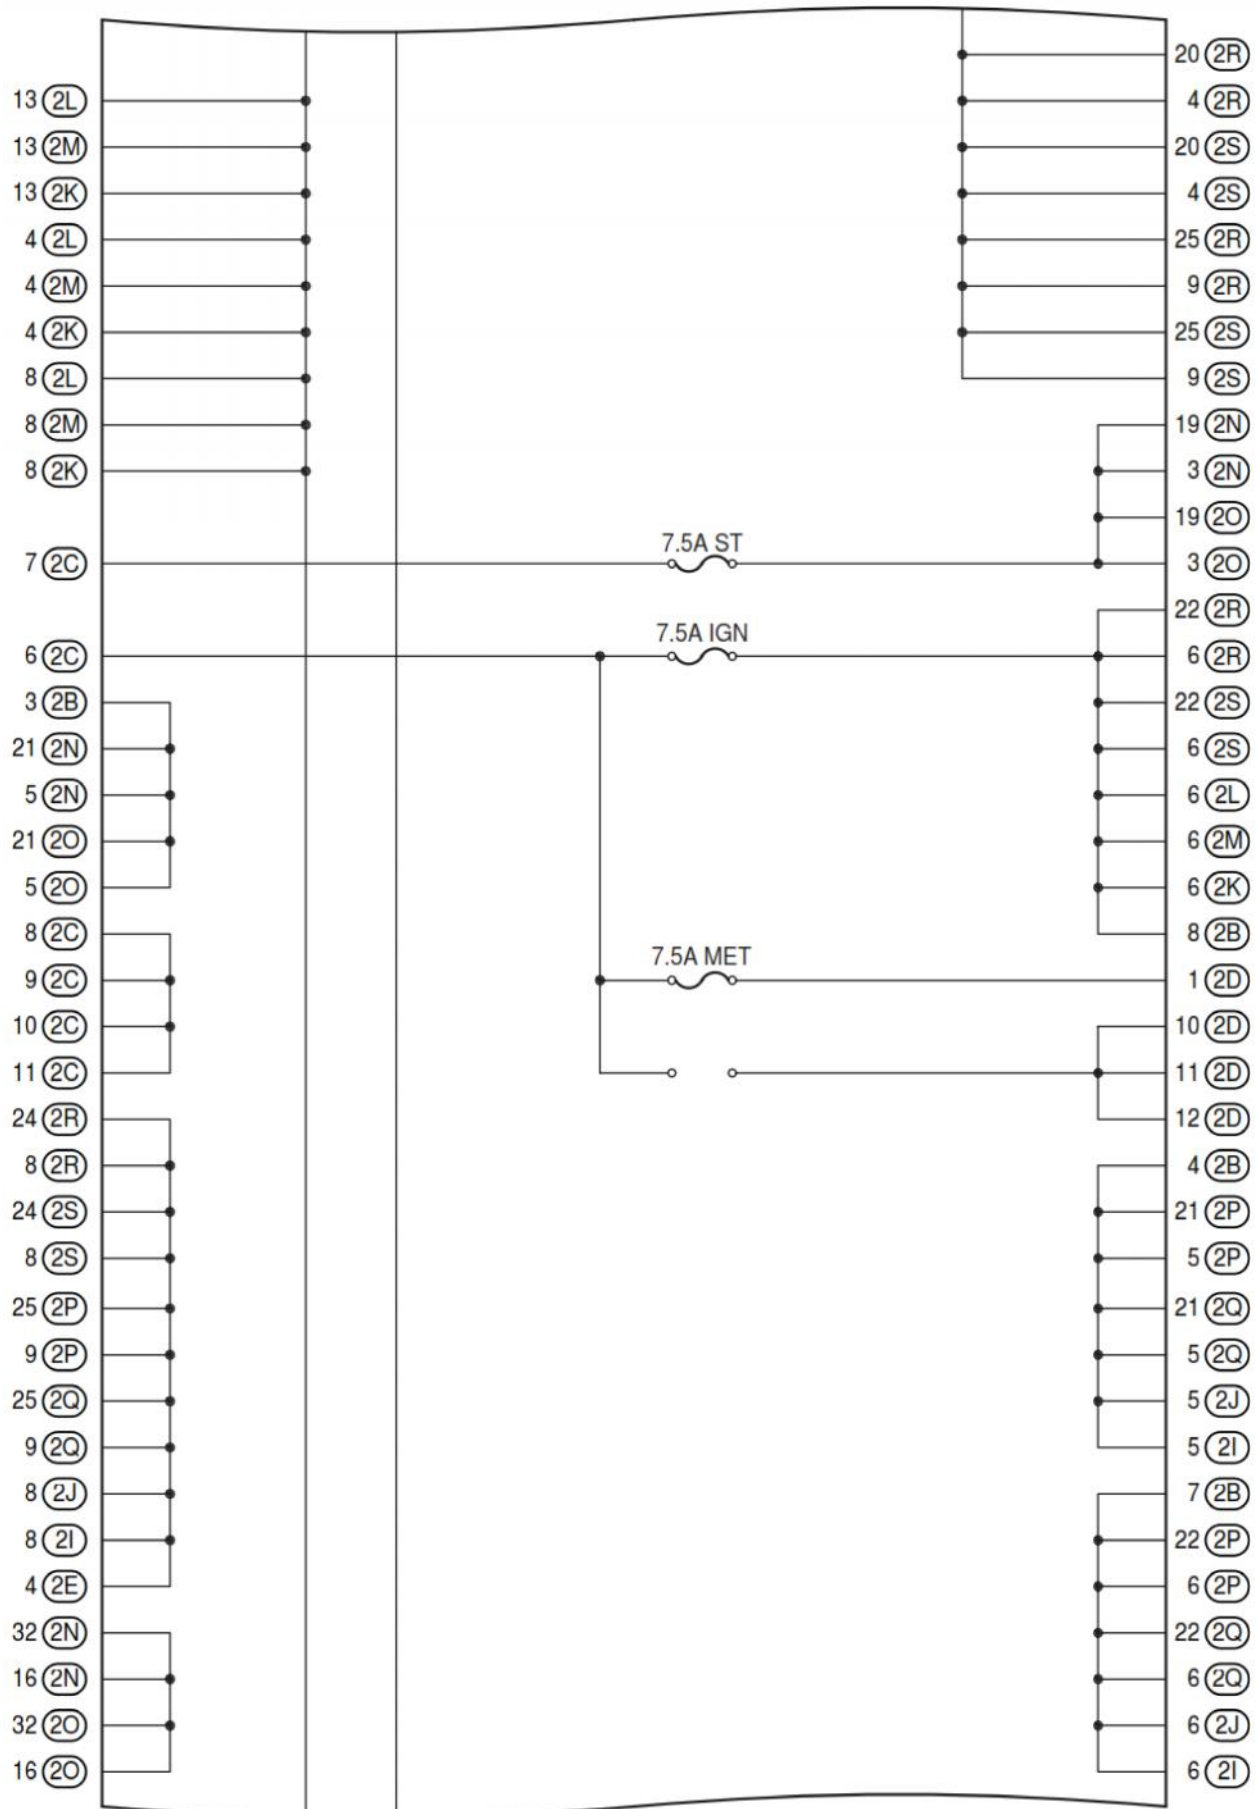 20 2R
13 2L
4 2R
13 2M
20 2S
13 2K
4 2S
4 2L
25 2R
4 2M
9 2R
4 2K
25 2S
8 2L
9 2S
8 2M
19 2N
8 2K
3 2N
19 2O
7.5A ST
7 2C
3 2O
22 2R
7.5A IGN
6 2C
6 2R
3 2B
22 2S
21 2N
6 2S
5 2N
6 2L
21 2O
6 2M
5 2O
6 2K
8 2C
8 2B
7.5A MET
9 2C
1 2D
10 2C
10 2D
11 2C
11 2D
24 2R
12 2D
8 2R
4 2B
24 2S
21 2P
8 2S
5 2P
25 2P
21 2Q
9 2P
5 2Q
25 2Q
5 2J
9 2Q
5 2I
8 2J
7 2B
8 2I
22 2P
4 2E
6 2P
32 2N
22 2Q
16 2N
6 2Q
32 2O
6 2J
16 2O
6 2I